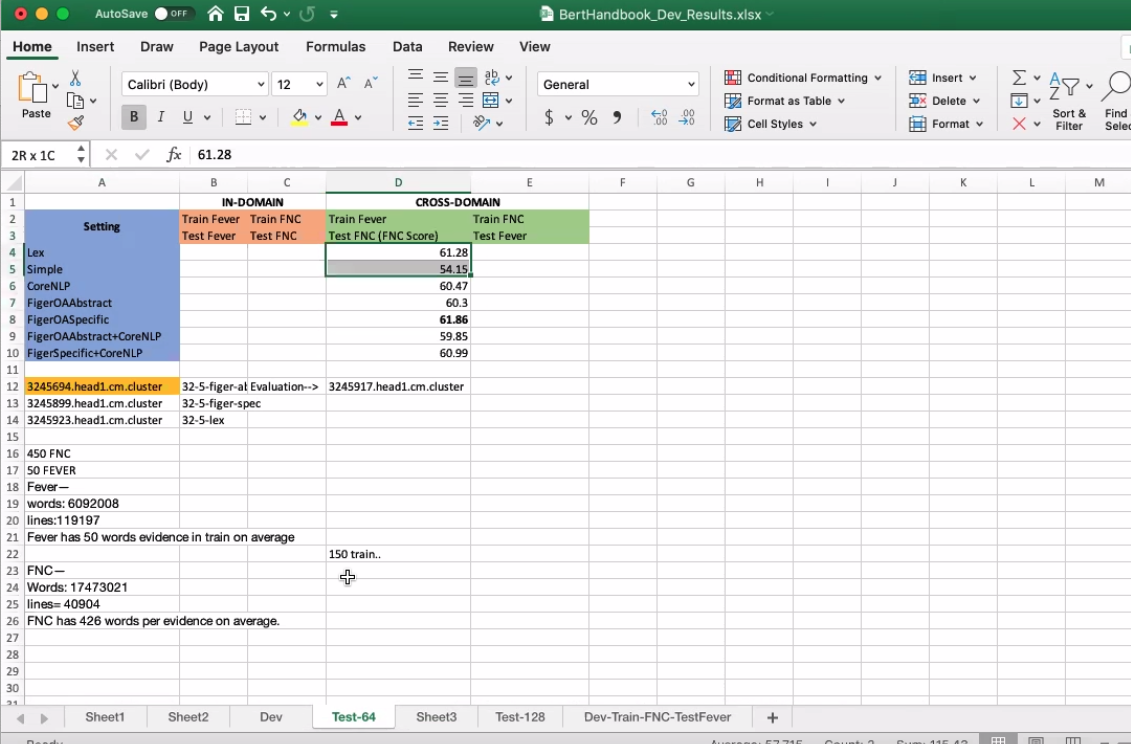 AutoSave OFF BertHandbook_Dev_Results.xlsx
Home Insert Draw Page Layout Formulas Data Review View
Paste Calibri (Body) 12 A A ab General Conditional Formatting Insert
Format as Table Delete
B I U A $ % Cell Styles Format Sort & Filter Find
2R x 1C fx 61.28
A B C D E F G H I J K L M
1 IN-DOMAIN CROSS-DOMAIN
2 Setting Train Fever Train FNC Train Fever Train FNC
3 Test Fever Test FNC Test FNC (FNC Score) Test Fever
4 Lex 61.28
5 Simple 54.15
6 CoreNLP 60.47
7 FigerOAAbstract 60.3
8 FigerOASpecific 61.86
9 FigerOAAbstract+CoreNLP 59.85
10 FigerSpecific+CoreNLP 60.99
11
12 3245694.head1.cm.cluster 32-5-figer-al Evaluation--> 3245917.head1.cm.cluster
13 3245899.head1.cm.cluster 32-5-figer-spec
14 3245923.head1.cm.cluster 32-5-lex
15
16 450 FNC
17 50 FEVER
18 Fever—
19 words: 6092008
20 lines:119197
21 Fever has 50 words evidence in train on average
22 150 train..
23 FNC—
24 Words: 17473021
25 lines= 40904
26 FNC has 426 words per evidence on average.
27
28
29
30
Sheet1 Sheet2 Dev Test-64 Sheet3 Test-128 Dev-Train-FNC-TestFever +